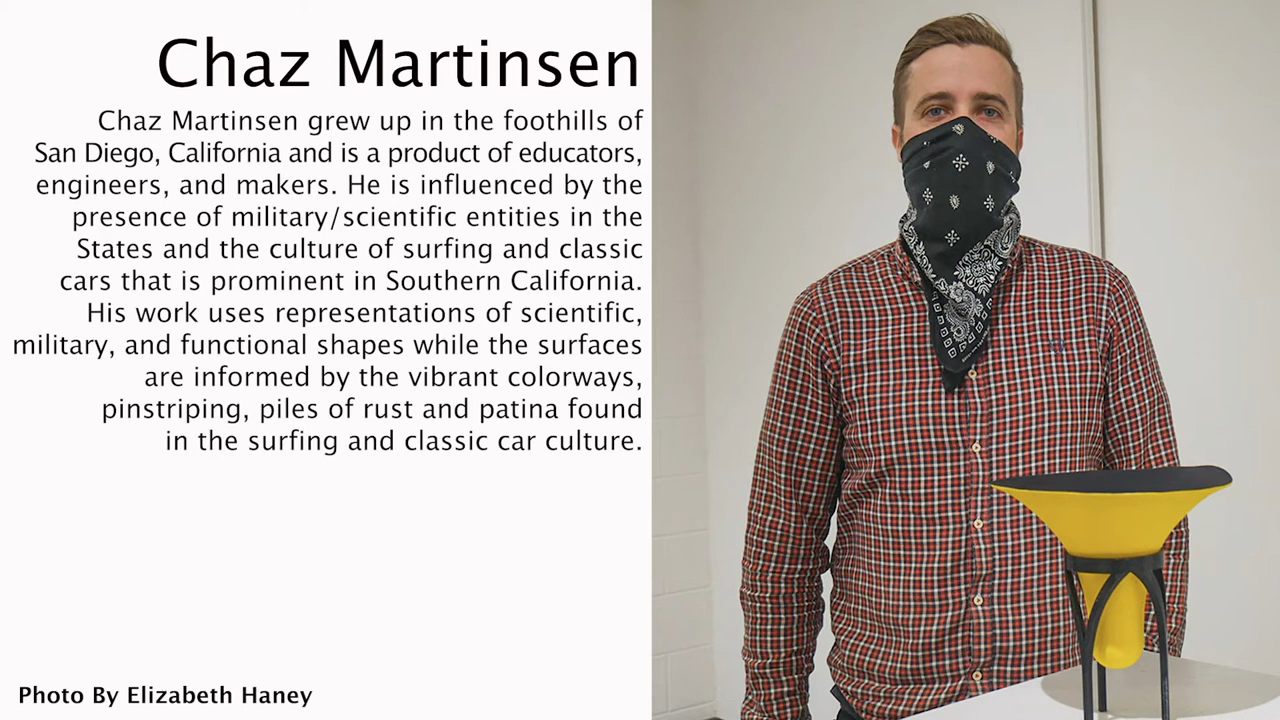 Chaz Martinsen
Chaz Martinsen grew up in the foothills of
San Diego, California and is a product of educators,
engineers, and makers. He is influenced by the
presence of military/scientific entities in the
States and the culture of surfing and classic
cars that is prominent in Southern California.
His work uses representations of scientific,
military, and functional shapes while the surfaces
are informed by the vibrant colorways,
pinstriping, piles of rust and patina found
in the surfing and classic car culture.
Photo By Elizabeth Haney